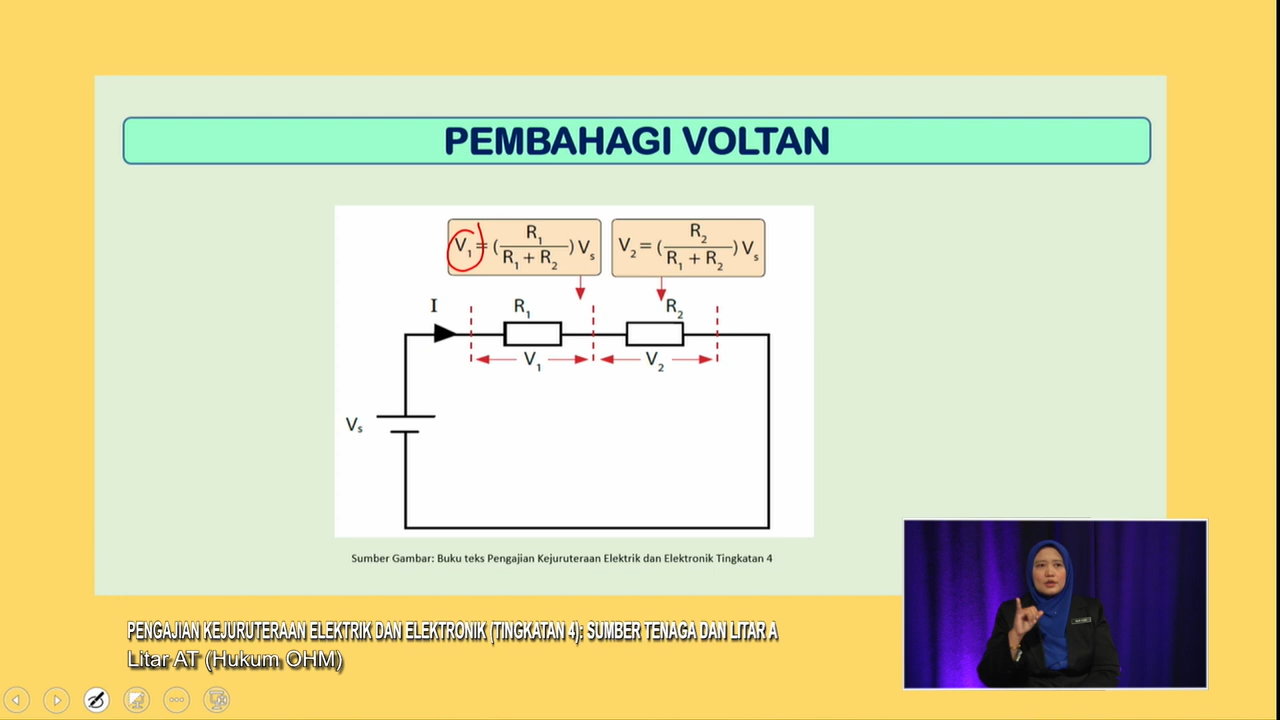 PEMBAHAGI VOLTAN
V₁ = (R₁ / R₁ + R₂) Vₛ
V₂ = (R₂ / R₁ + R₂) Vₛ
I
R₁
R₂
V₁
V₂
Vₛ
Sumber Gambar: Buku teks Pengajian Kejuruteraan Elektrik dan Elektronik Tingkatan 4
PENGAJIAN KEJURUTERAAN ELEKTRIK DAN ELEKTRONIK (TINGKATAN 4): SUMBER TENAGA DAN LITAR A
Litar AT (Hukum OHM)